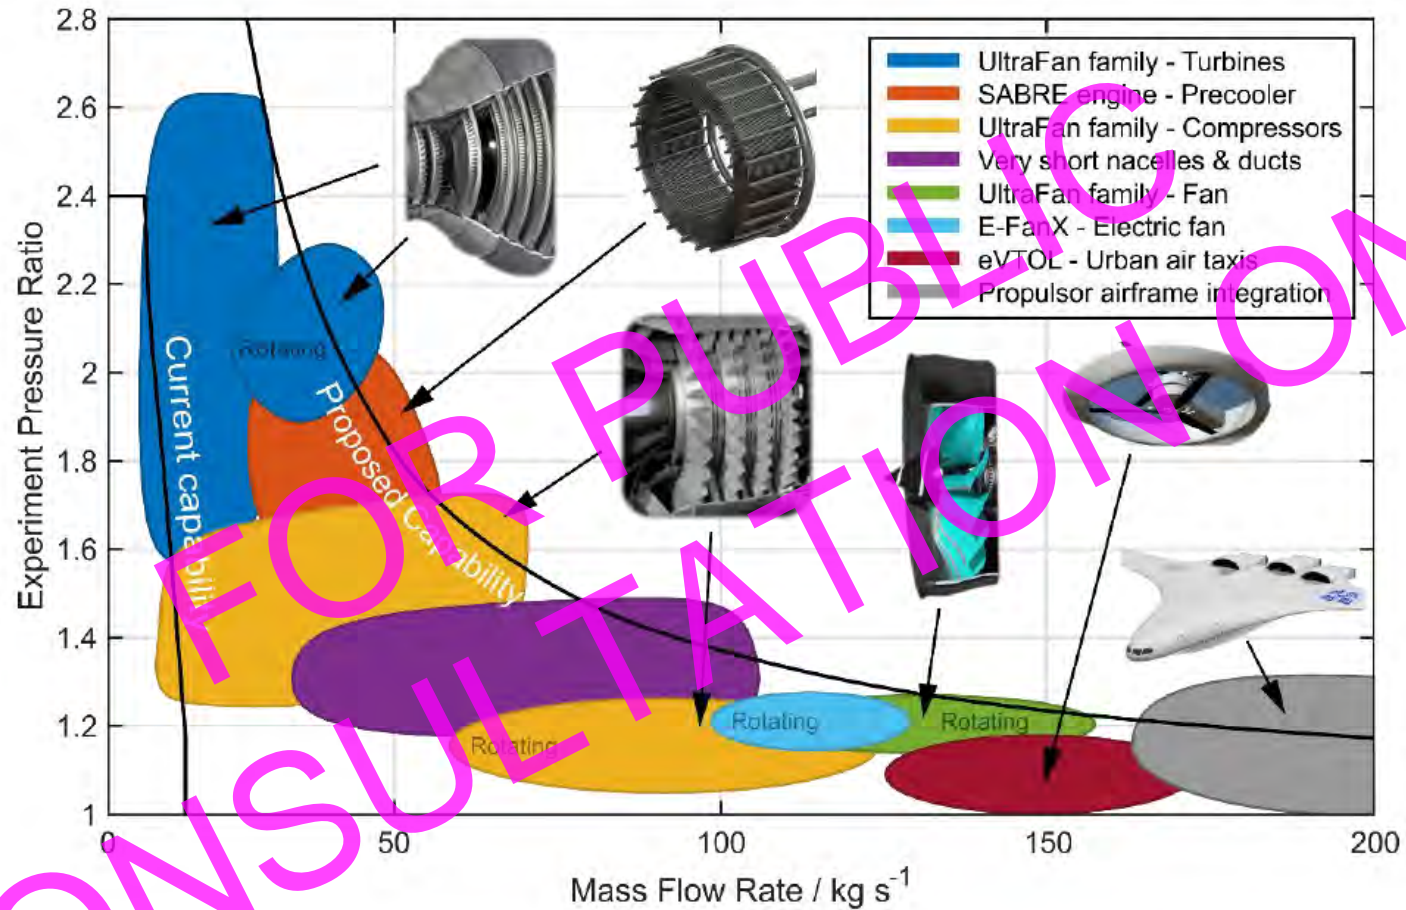 2.8
2.6
2.4
2.2
2
1.8
1.6
1.4
1.2
1
Experiment Pressure Ratio
0
50
100
150
200
Mass Flow Rate / kg s-1
UltraFan family - Turbines
SABRE engine - Precooler
UltraFan family - Compressors
Very short nacelles & ducts
UltraFan family - Fan
E-FanX - Electric fan
eVTOL - Urban air taxis
Propulsor airframe integration
Rotating
Current capability
Proposed Capability
Rotating
Rotating
Rotating
FOR PUBLIC
CONSULTATION ON